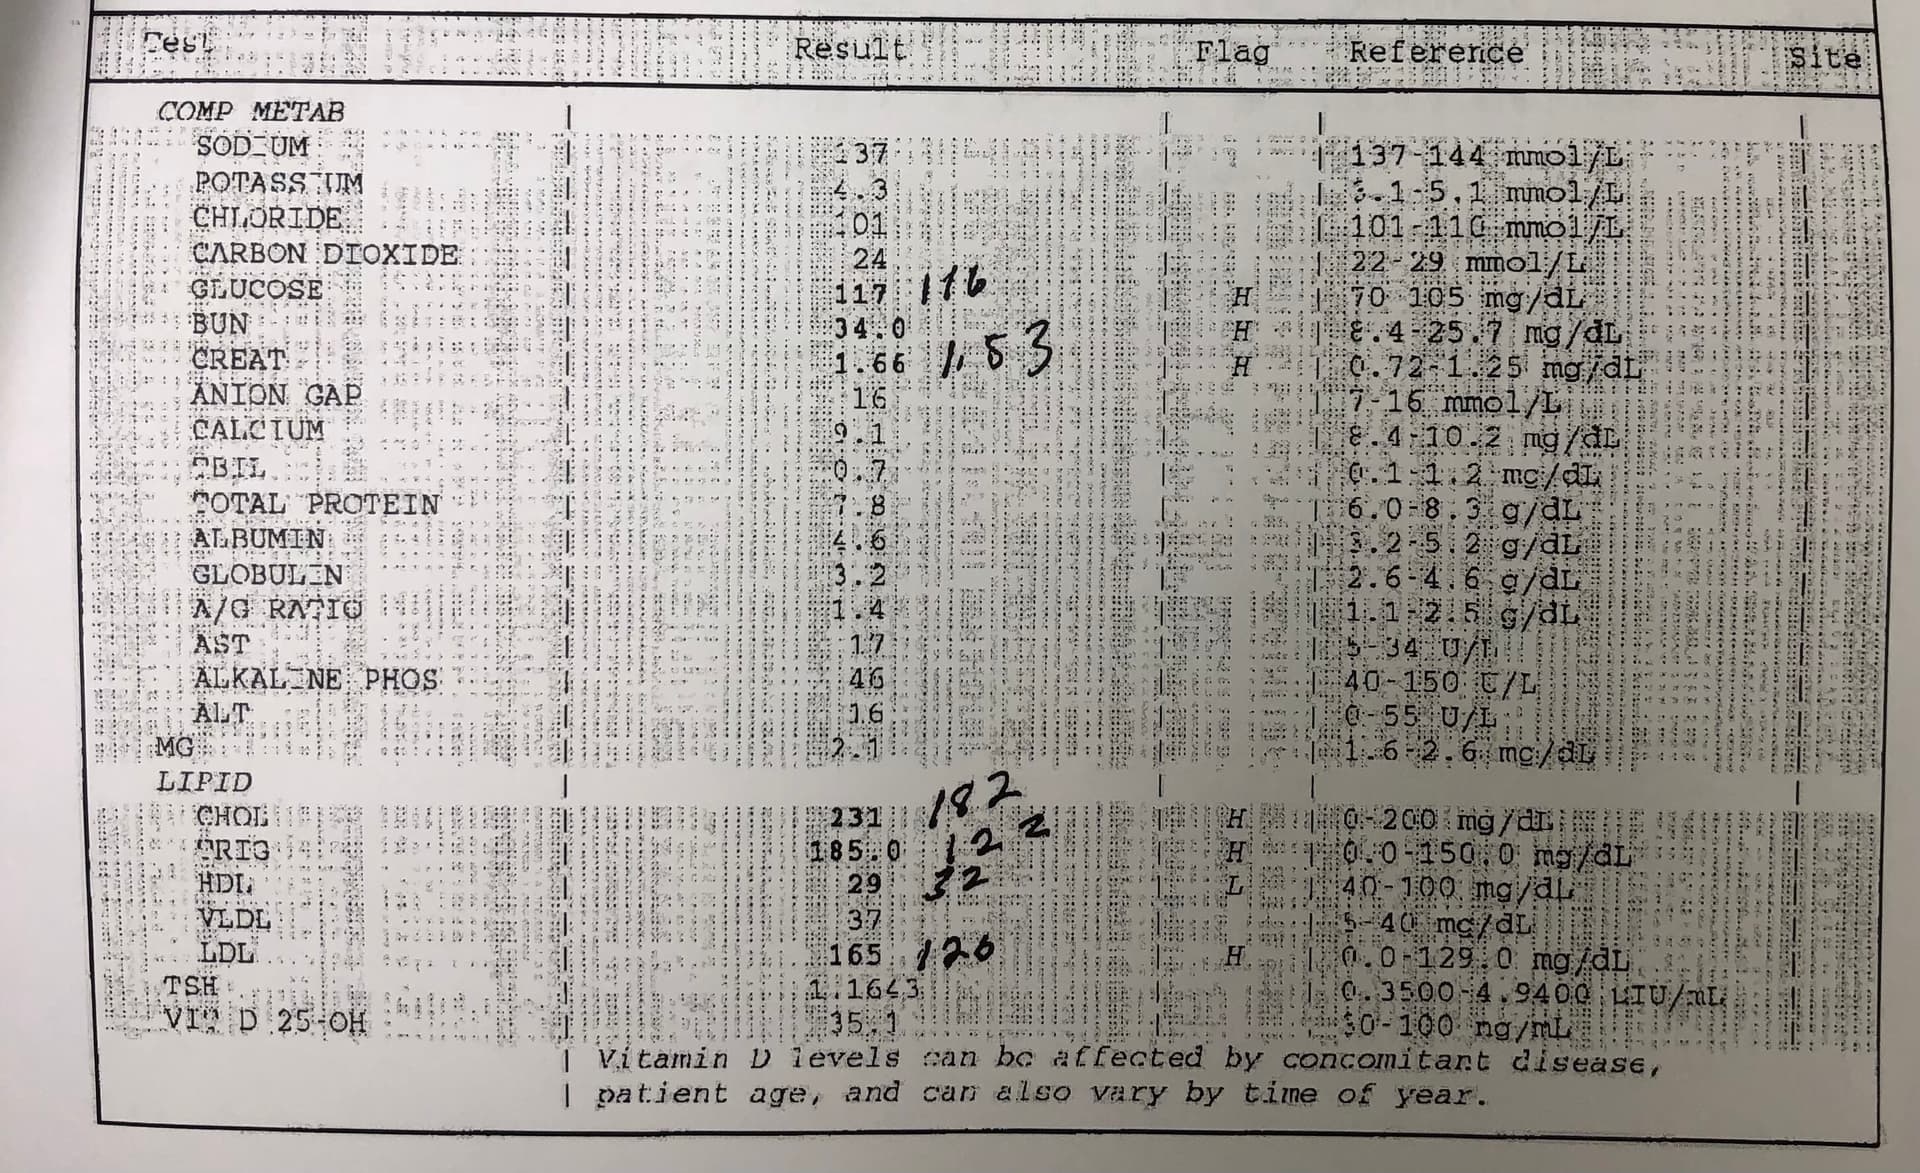 Test Result Flag Reference Site
COMP METAB
SODIUM 137 137-144 mmol/L
POTASSIUM 4.3 3.1-5.1 mmol/L
CHLORIDE 101 101-110 mmol/L
CARBON DIOXIDE 24 22-29 mmol/L
GLUCOSE 117 116 H 70 105 mg/dL
BUN 34.0 H 8.4-25.7 mg/dL
CREAT 1.66 1.53 H 0.72-1.25 mg/dL
ANION GAP 16 7-16 mmol/L
CALCIUM 9.1 8.4-10.2 mg/dL
TBIL 0.7 0.1-1.2 mg/dL
TOTAL PROTEIN 7.8 6.0-8.3 g/dL
ALBUMIN 4.6 3.2-5.2 g/dL
GLOBULIN 3.2 2.6-4.6 g/dL
A/G RATIO 1.4 1.1-2.5 g/dL
AST 17 5-34 U/L
ALKALINE PHOS 46 40-150 U/L
ALT 16 0-55 U/L
MG 2.1 1.6-2.6 mg/dL
LIPID
CHOL 231 182 H 0-200 mg/dL
TRIG 185.0 122 H 0.0-150.0 mg/dL
HDL 29 32 L 40-100 mg/dL
VLDL 37 5-40 mg/dL
LDL 165 126 H 0.0-129.0 mg/dL
TSH 1.1643 0.3500-4.9400 uIU/mL
VIT D 25-OH 35.1 30-100 ng/mL
Vitamin D levels can be affected by concomitant disease,
patient age, and can also vary by time of year.